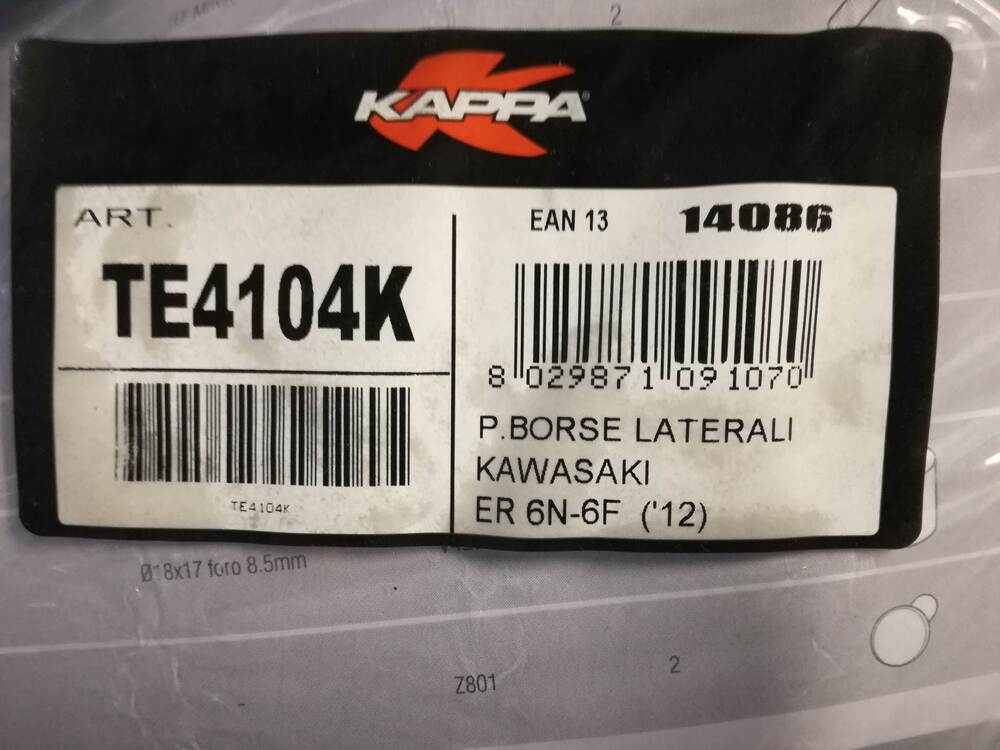 2
KAPPA
ART.
TE4104K
TE4104K
EAN 13 14086
8 029871 091070
P.BORSE LATERALI
KAWASAKI
ER 6N-6F ('12)
Ø18x17 foro 8.5mm
Z801 2